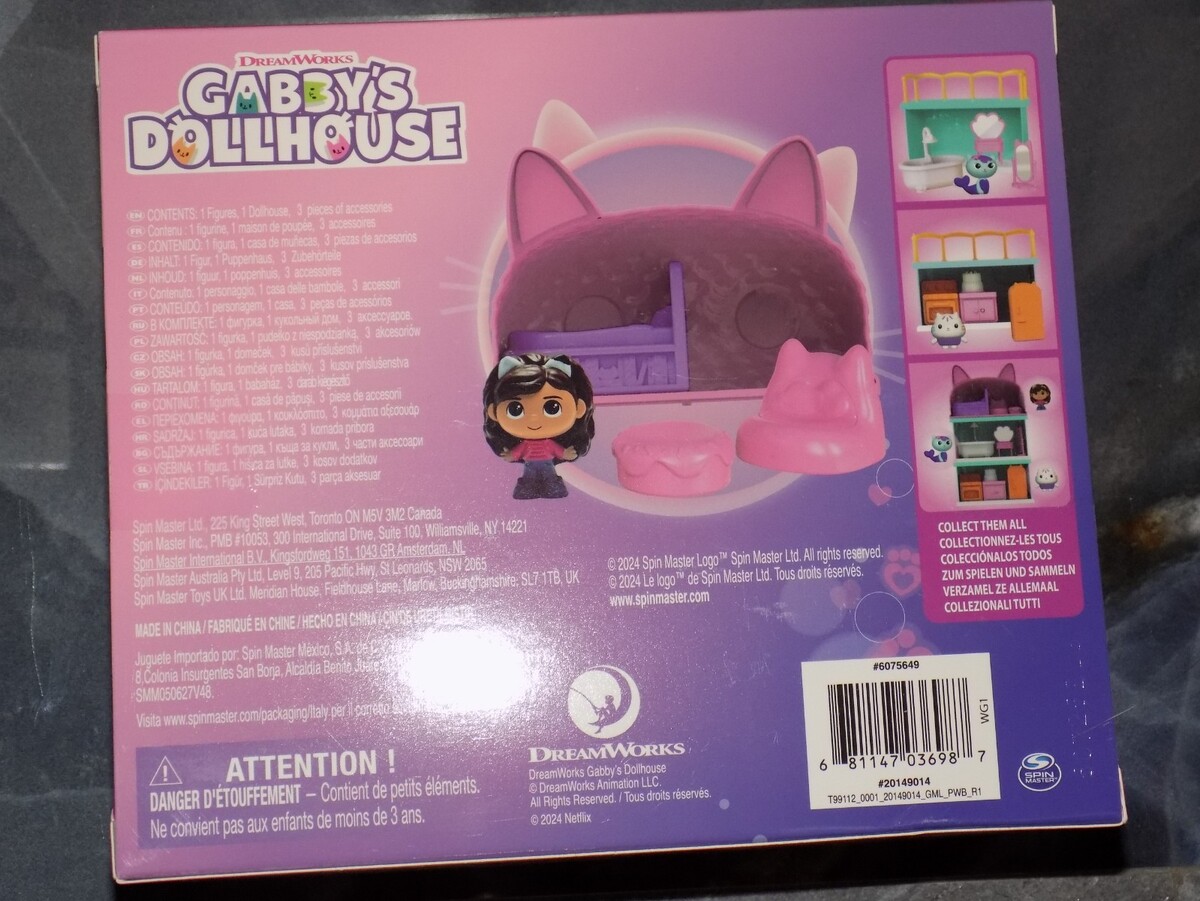 DREAMWORKS
GABBY'S
DOLLHOUSE
EN CONTENTS: 1 Figures, 1 Dollhouse, 3 pieces of accessories
FR Contenu : 1 figurine, 1 maison de poupée, 3 accessoires
ES CONTENIDO: 1 figura, 1 casa de muñecas, 3 piezas de accesorios
DE INHALT: 1 Figur, 1 Puppenhaus, 3 Zubehörteile
NL INHOUD: 1 figuur, 1 poppenhuis, 3 accessoires
IT Contenuto: 1 personaggio, 1 casa delle bambole, 3 accessori
PT CONTEÚDO: 1 personagem, 1 casa, 3 peças de acessórios
RU В КОМПЛЕКТЕ: 1 фигурка, 1 кукольный дом, 3 аксессуаров.
PL ZAWARTOŚĆ: 1 figurka, 1 pudełko z niespodzianką, 3 akcesoriów
CZ OBSAH: 1 figurka, 1 domeček, 3 kusů příslušenství
SK OBSAH: 1 figúrka, 1 domček pre bábiky, 3 kusov príslušenstva
HU TARTALOM: 1 figura, 1 babaház, 3 darab kiegészítő
RO CONȚINUT: 1 figurină, 1 casă de păpuși, 3 piese de accesorii
EL ΠΕΡΙΕΧΟΜΕΝΑ: 1 φιγούρα, 1 κουκλόσπιτο, 3 κομμάτια αξεσουάρ
HR SADRŽAJ: 1 figurica, 1 kuća lutaka, 3 komada pribora
BG СЪДЪРЖАНИЕ: 1 фигура, 1 къща за кукли, 3 части аксесоари
SL VSEBINA: 1 figura, 1 hišica za lutke, 3 kosov dodatkov
TR İÇİNDEKİLER: 1 Figür, 1 Sürpriz Kutu, 3 parça aksesuar
Spin Master Ltd., 225 King Street West, Toronto ON M5V 3M2 Canada
Spin Master Inc., PMB #10053, 300 International Drive, Suite 100, Williamsville, NY 14221
Spin Master International B.V., Kingsfordweg 151, 1043 GR Amsterdam, NL
Spin Master Australia Pty Ltd, Level 9, 205 Pacific Hwy, St Leonards, NSW 2065
Spin Master Toys UK Ltd. Meridian House, Fieldhouse Lane, Marlow, Buckinghamshire, SL7 1TB, UK
MADE IN CHINA / FABRIQUÉ EN CHINE / HECHO EN CHINA /
Juguete Importado por: Spin Master México, S.A. de C
8,Colonia Insurgentes San Borja, Alcaldía Benito
SMM050627V48.
Visita www.spinmaster.com/packaging/Italy per il corretto
ATTENTION !
DANGER D'ÉTOUFFEMENT – Contient de petits éléments.
Ne convient pas aux enfants de moins de 3 ans.
© 2024 Spin Master Logo™ Spin Master Ltd. All rights reserved.
© 2024 Le logo™ de Spin Master Ltd. Tous droits réservés.
www.spinmaster.com
DREAMWORKS
DreamWorks Gabby's Dollhouse
© DreamWorks Animation LLC.
All Rights Reserved. / Tous droits réservés.
© 2024 Netflix
COLLECT THEM ALL
COLLECTIONNEZ-LES TOUS
COLECCIÓNALOS TODOS
ZUM SPIELEN UND SAMMELN
VERZAMEL ZE ALLEMAAL
COLLEZIONALI TUTTI
#6075649
6 81147 03698 7
WG1
#20149014
T99112_0001_20149014_GML_PWB_R1
SPIN MASTER™